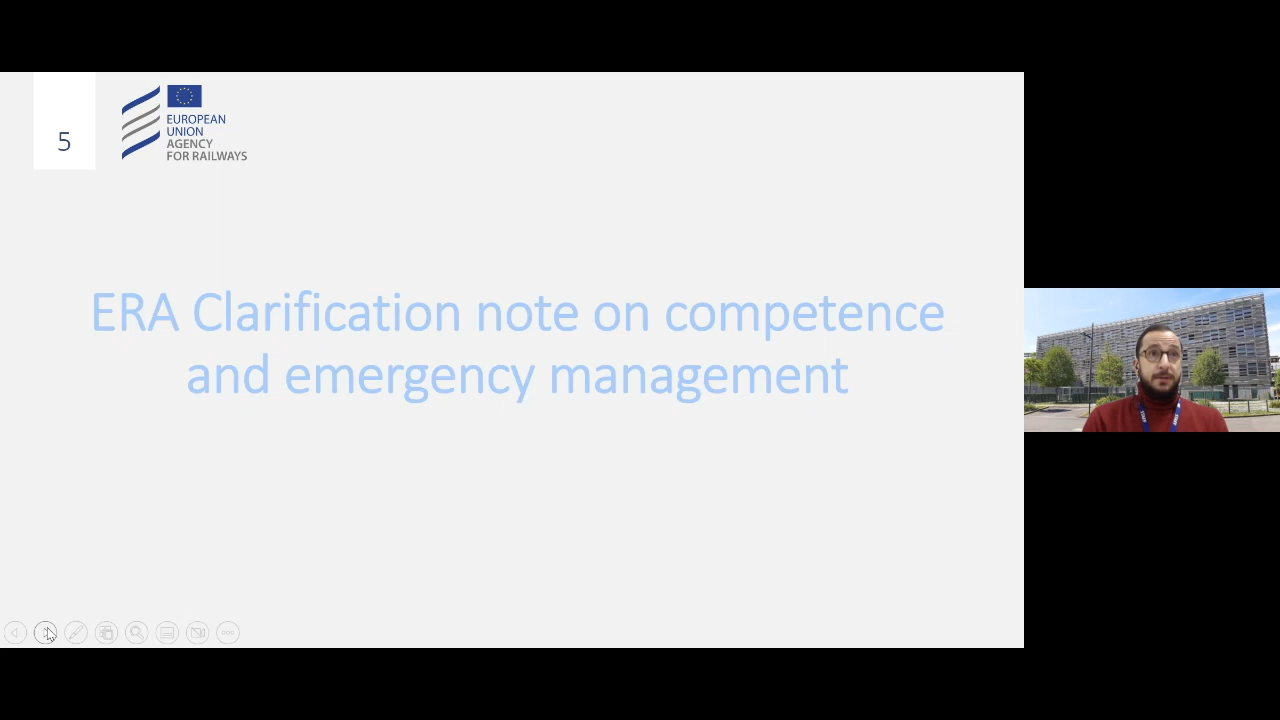 5
EUROPEAN
UNION
AGENCY
FOR RAILWAYS
ERA Clarification note on competence
and emergency management